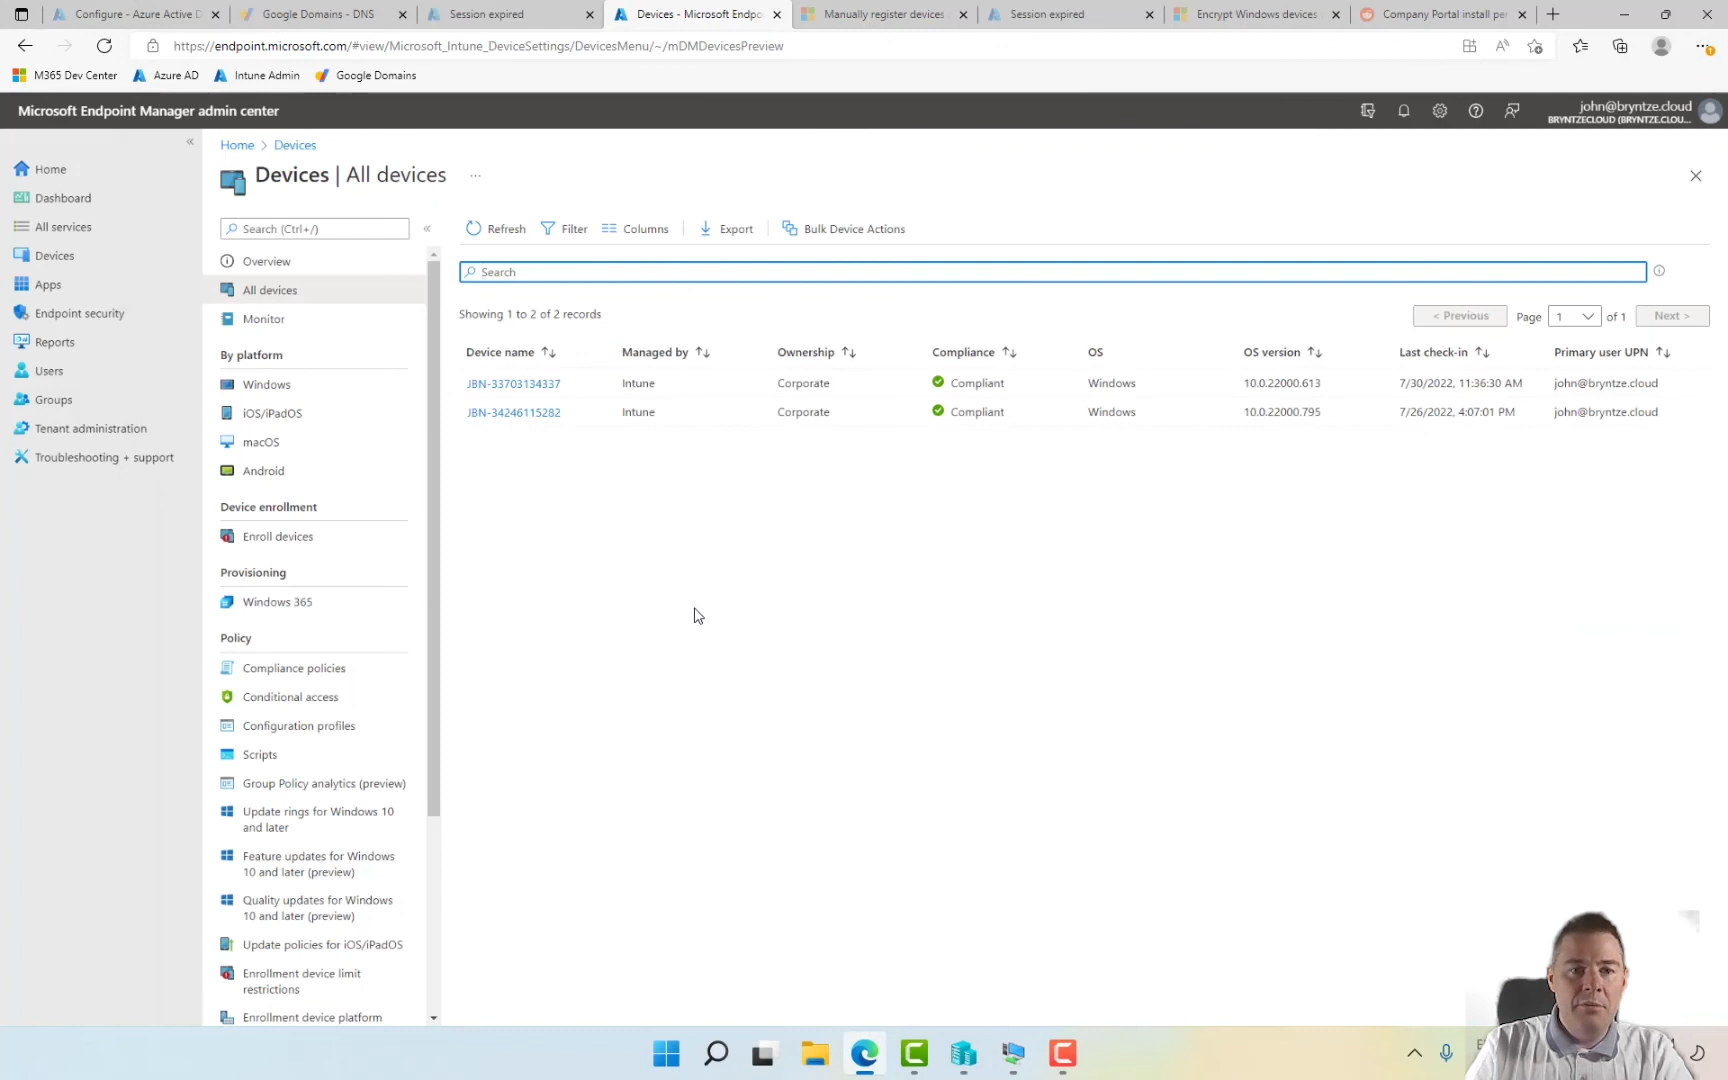 Configure - Azure Active D
Google Domains - DNS
Session expired
Devices - Microsoft Endpo
Manually register devices
Session expired
Encrypt Windows devices
Company Portal install per
https://endpoint.microsoft.com/#view/Microsoft_Intune_DeviceSettings/DevicesMenu/~/mDMDevicesPreview
M365 Dev Center
Azure AD
Intune Admin
Google Domains
Microsoft Endpoint Manager admin center
john@bryntze.cloud
BRYNTZECLOUD (BRYNTZE.CLOU...
Home
Dashboard
All services
Devices
Apps
Endpoint security
Reports
Users
Groups
Tenant administration
Troubleshooting + support
Home > Devices
Devices | All devices ...
Search (Ctrl+/)
Overview
All devices
Monitor
By platform
Windows
iOS/iPadOS
macOS
Android
Device enrollment
Enroll devices
Provisioning
Windows 365
Policy
Compliance policies
Conditional access
Configuration profiles
Scripts
Group Policy analytics (preview)
Update rings for Windows 10
and later
Feature updates for Windows
10 and later (preview)
Quality updates for Windows
10 and later (preview)
Update policies for iOS/iPadOS
Enrollment device limit
restrictions
Enrollment device platform
Refresh Filter Columns Export Bulk Device Actions
Search
Showing 1 to 2 of 2 records
< Previous Page 1 of 1 Next >
Device name Managed by Ownership Compliance OS OS version Last check-in Primary user UPN
JBN-33703134337 Intune Corporate Compliant Windows 10.0.22000.613 7/30/2022, 11:36:30 AM john@bryntze.cloud
JBN-34246115282 Intune Corporate Compliant Windows 10.0.22000.795 7/26/2022, 4:07:01 PM john@bryntze.cloud